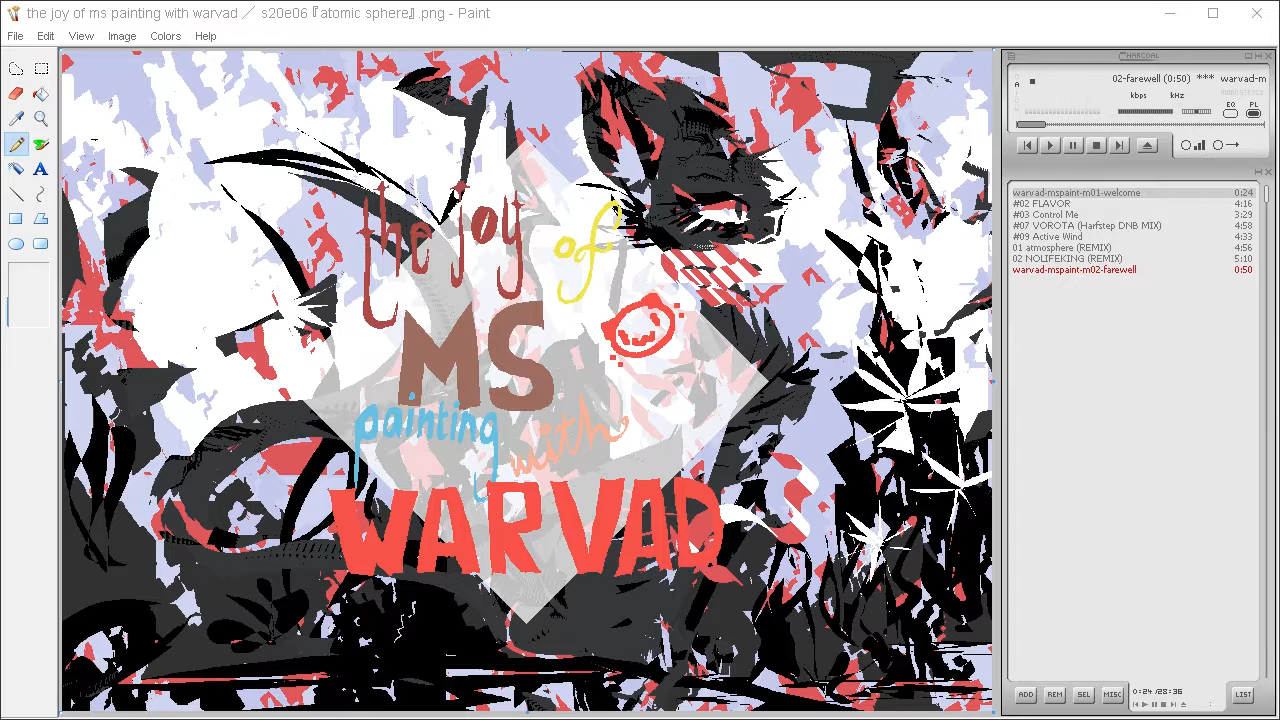 the joy of ms painting with warvad ／ s20e06『atomic sphere』.png - Paint
File Edit View Image Colors Help
the joy of
MS
painting with
WARVAD
CHARCOAL
02-farewell (0:50) *** warvad-m
kbps kHz
EQ PL
warvad-mspaint-m01-welcome 0:24
#02 FLAVOR 4:16
#03 Control Me 3:29
#07 VOROTA (Harfstep DNB MIX) 4:58
#09 Active Wind 4:33
01 atmosphere (REMIX) 4:56
02 NOLIFEKING (REMIX) 5:10
warvad-mspaint-m02-farewell 0:50
ADD REM SEL MISC LIST